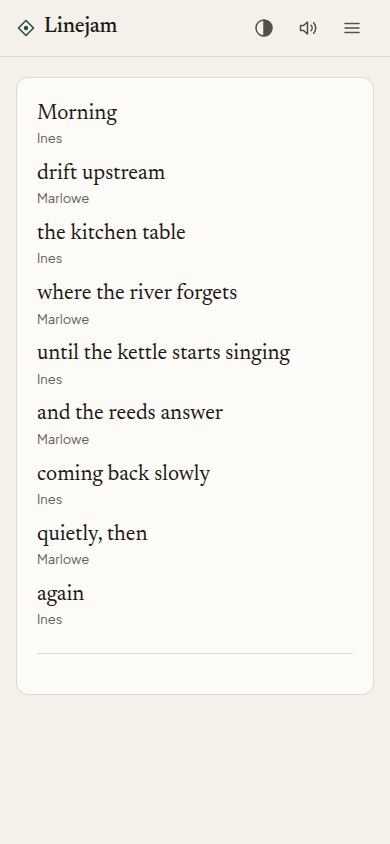 Linejam
Morning
Ines
drift upstream
Marlowe
the kitchen table
Ines
where the river forgets
Marlowe
until the kettle starts singing
Ines
and the reeds answer
Marlowe
coming back slowly
Ines
quietly, then
Marlowe
again
Ines